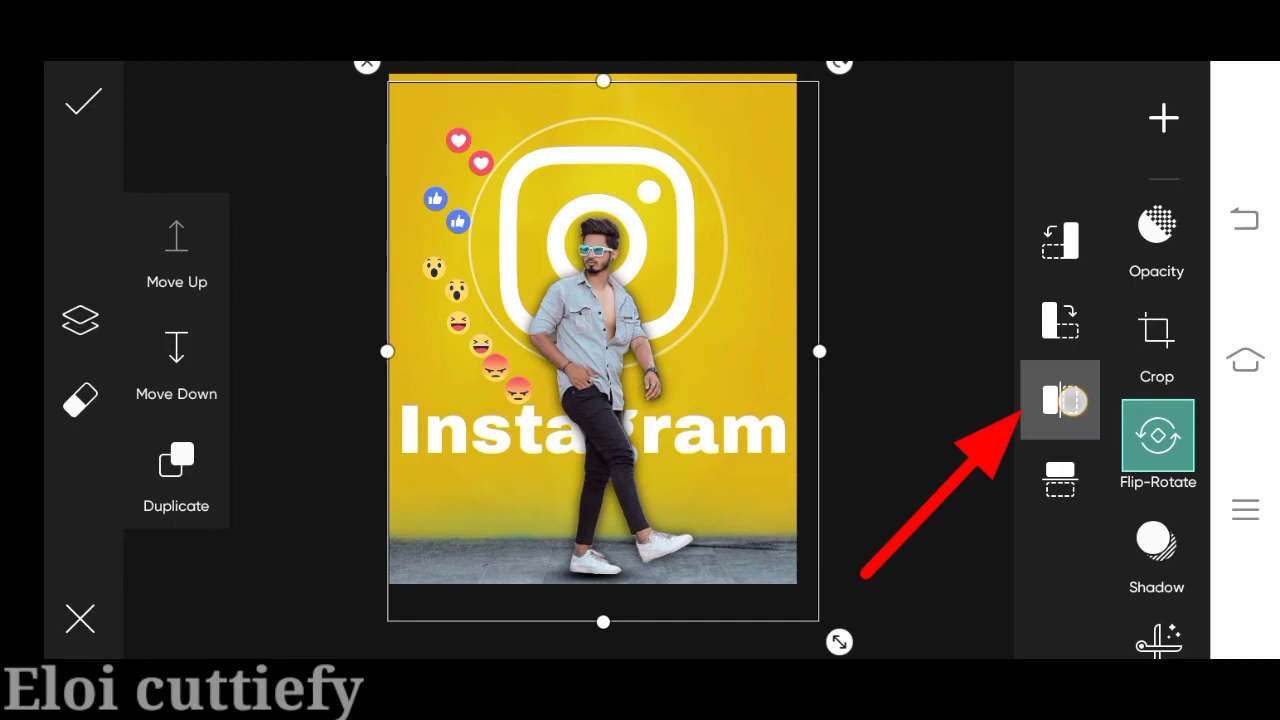 Move Up
Move Down
Duplicate
Instagram
Opacity
Crop
Flip-Rotate
Shadow
Eloi cuttiefy